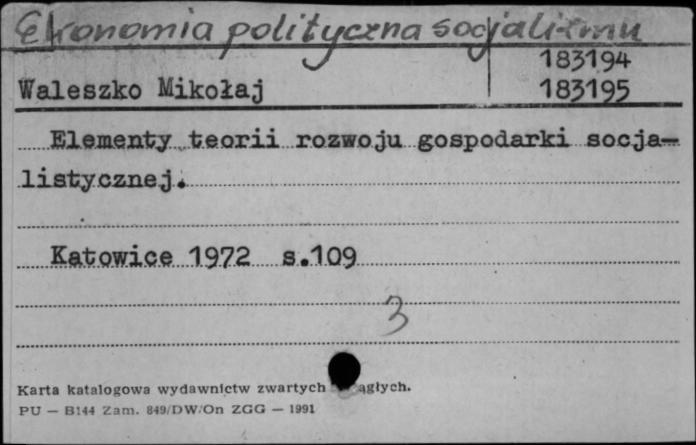 Ekonomia polityczna socjalizmu
183194
Waleszko Mikołaj 183195
Elementy teorii rozwoju gospodarki socja-
listycznej.
Katowice 1972 s.109
3
Karta katalogowa wydawnictw zwartych ągłych.
PU — B144 Zam. 849/DW/On ZGG — 1991